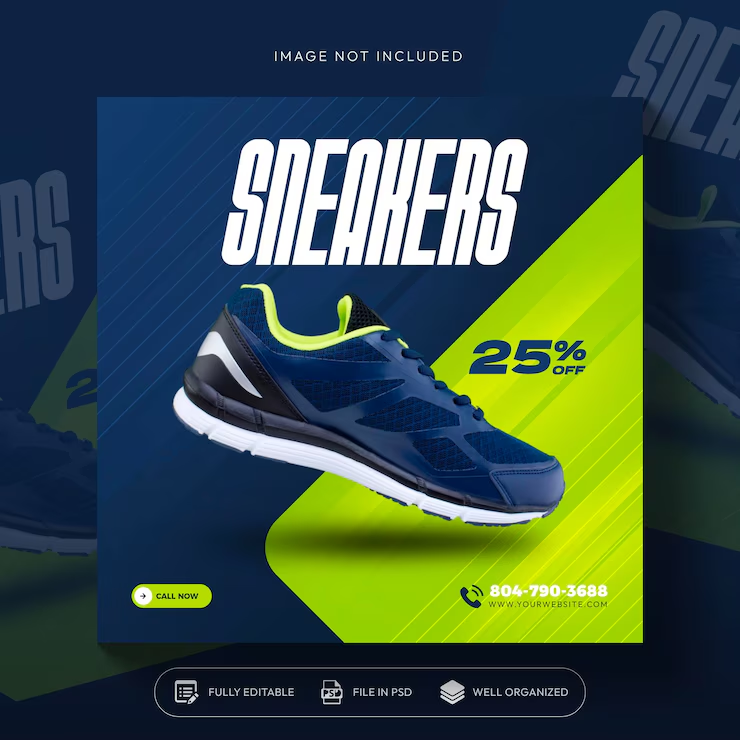 IMAGE NOT INCLUDED
SNEAKERS
25% OFF
CALL NOW
804-790-3688
WWW.YOURWEBSITE.COM
FULLY EDITABLE
PSD
FILE IN PSD
WELL ORGANIZED